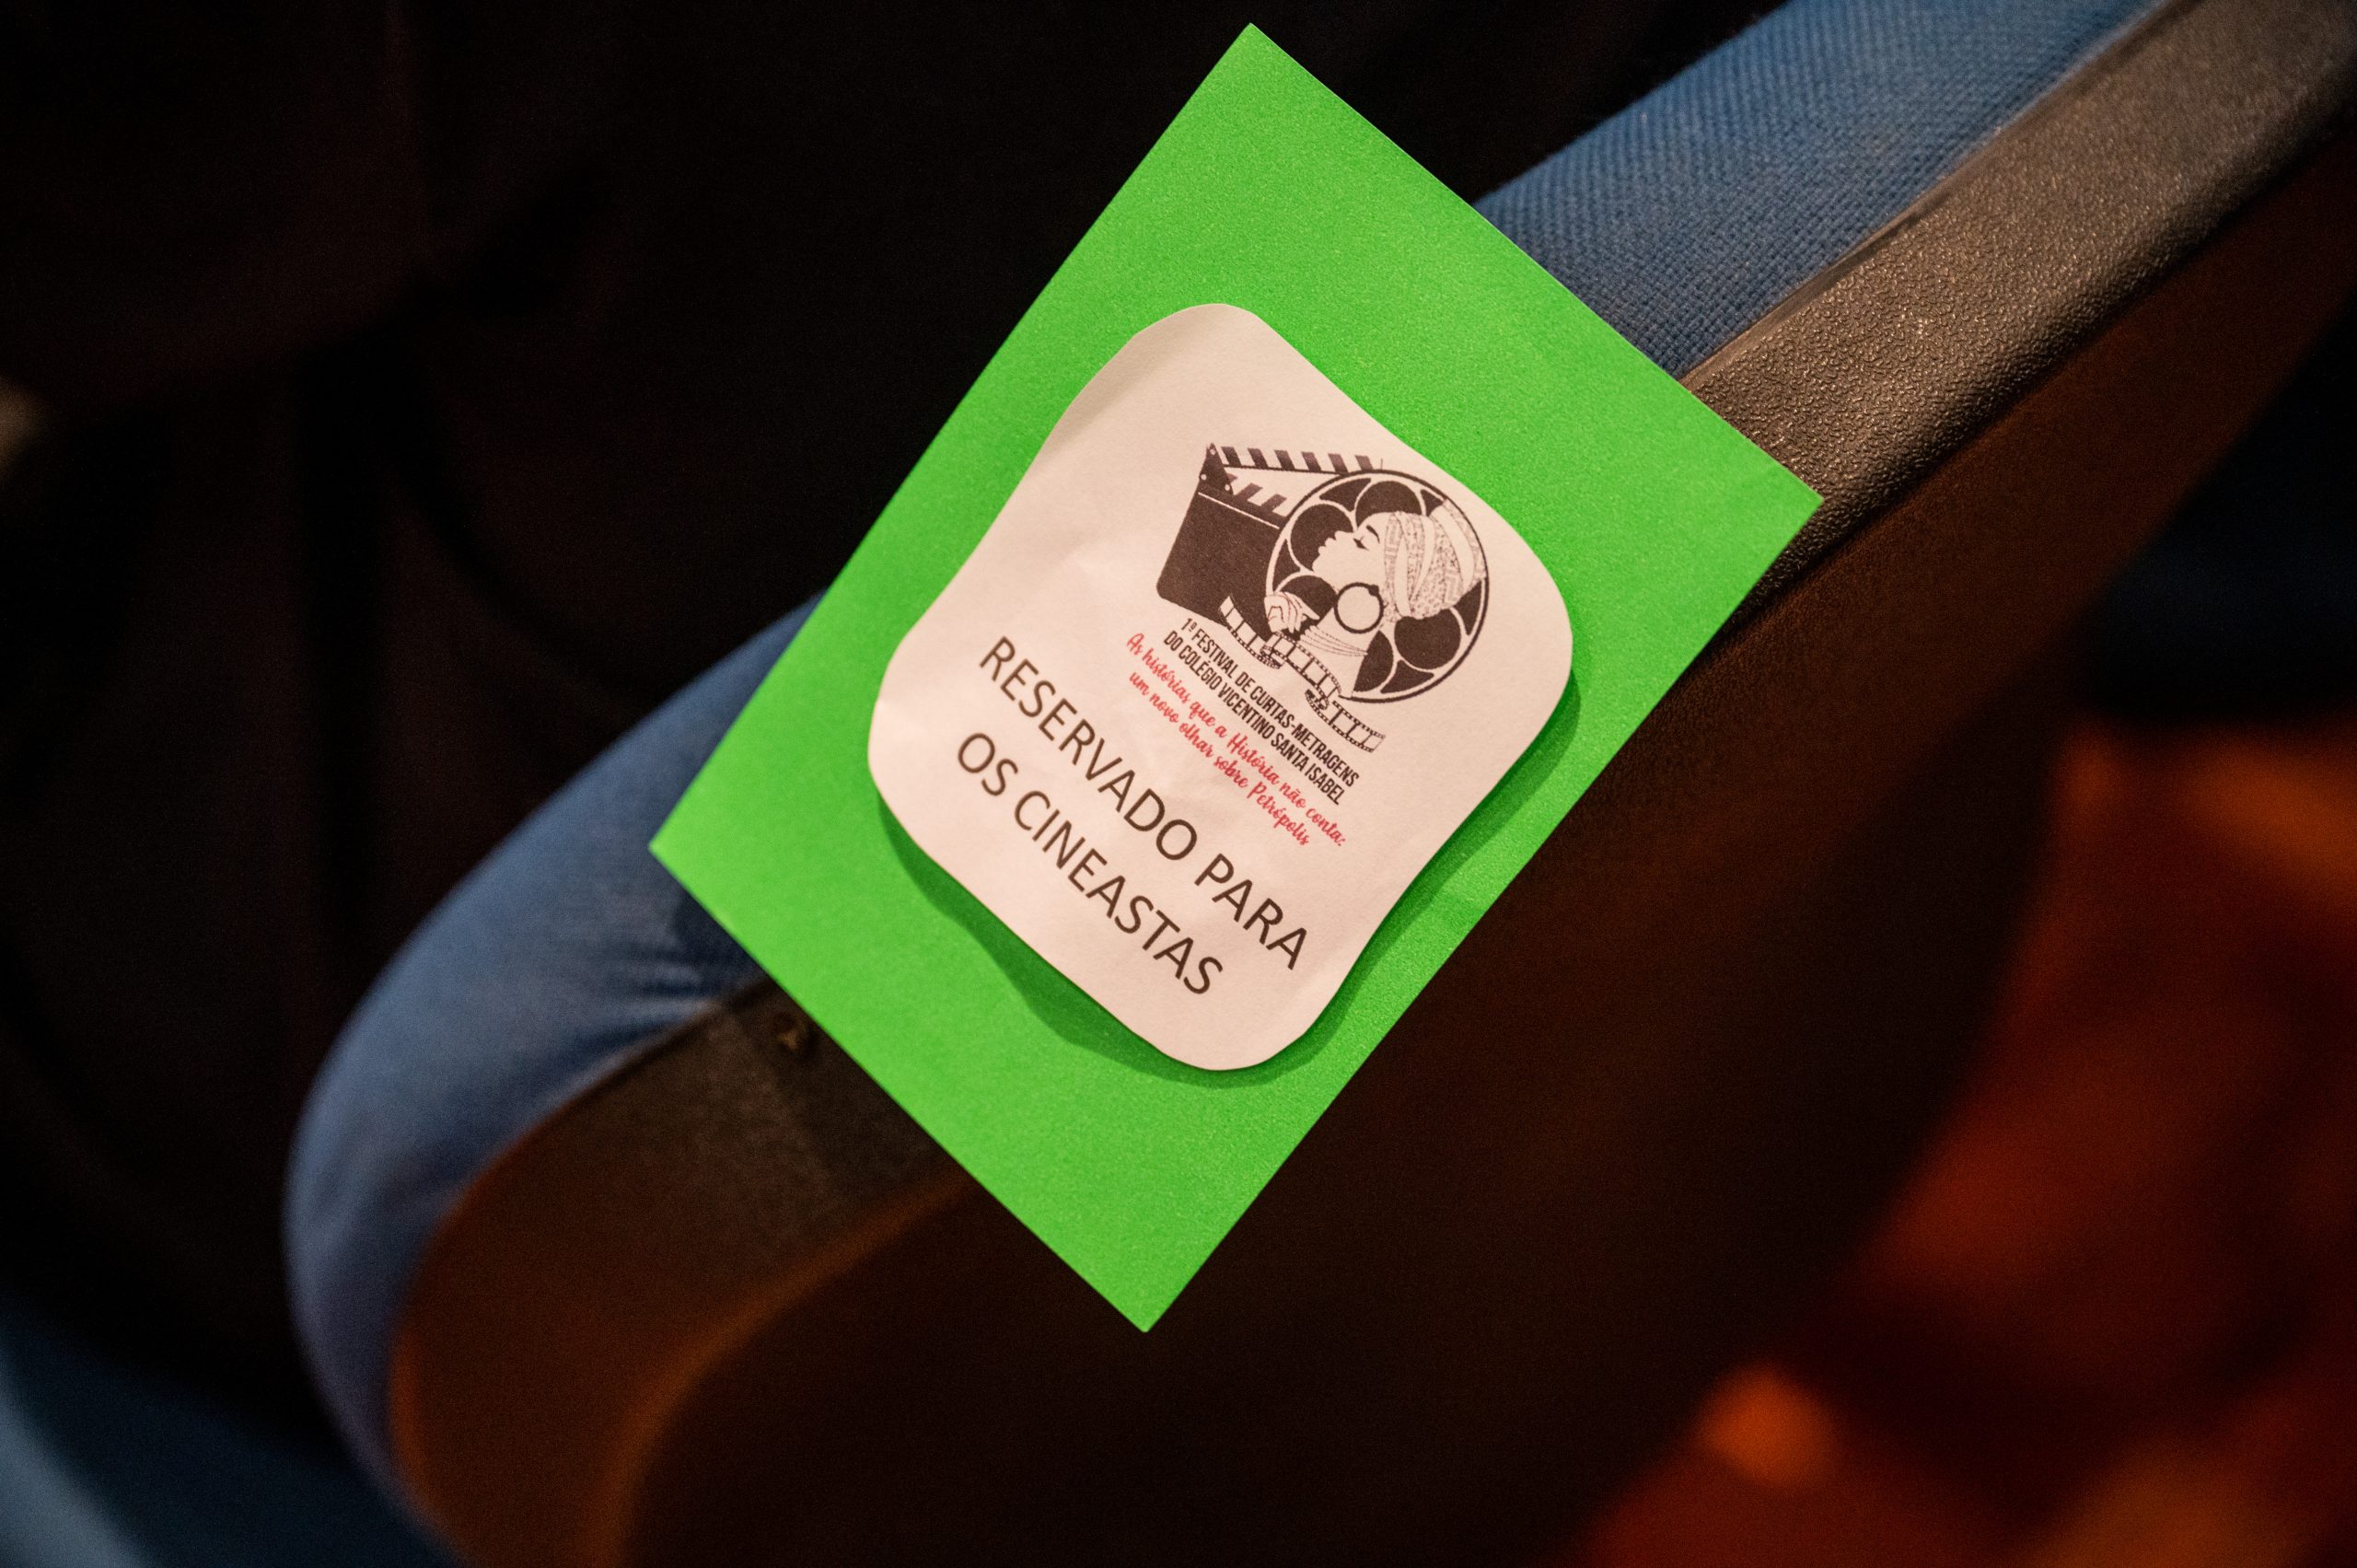 1º FESTIVAL DE CURTAS-METRAGENS
DO COLÉGIO VICENTINO SANTA ISABEL
As histórias que a História não conta:
um novo olhar sobre Petrópolis
RESERVADO PARA
OS CINEASTAS